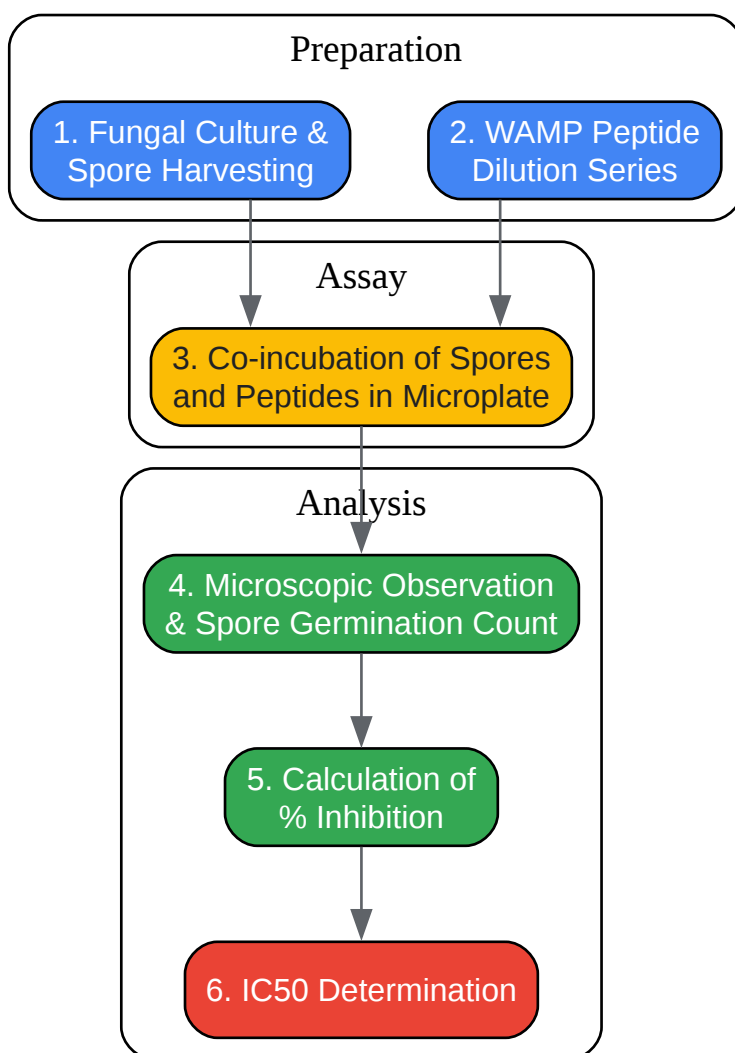 Preparation
1. Fungal Culture &
Spore Harvesting
2. WAMP Peptide
Dilution Series
Assay
3. Co-incubation of Spores
and Peptides in Microplate
Analysis
4. Microscopic Observation
& Spore Germination Count
5. Calculation of
% Inhibition
6. IC50 Determination